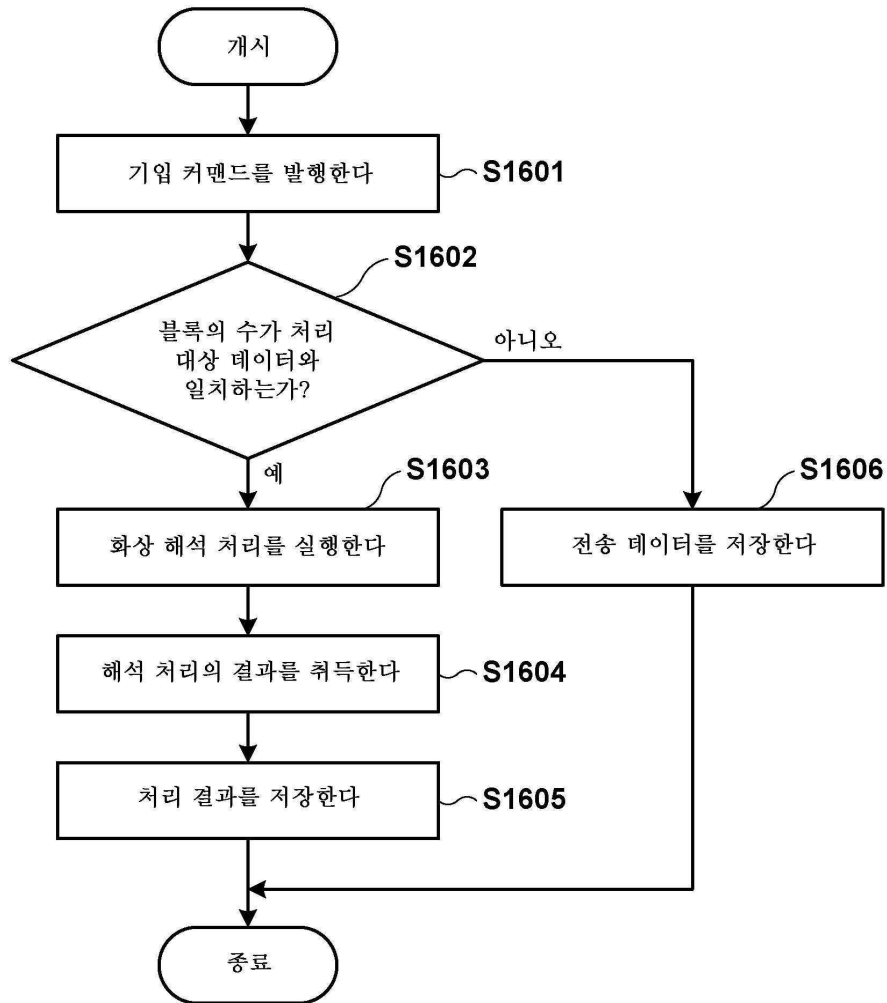 개시
기입 커맨드를 발행한다
S1601
S1602
블록의 수가 처리
대상 데이터와
일치하는가?
아니오
예
S1603
화상 해석 처리를 실행한다
S1606
전송 데이터를 저장한다
해석 처리의 결과를 취득한다
S1604
처리 결과를 저장한다
S1605
종료